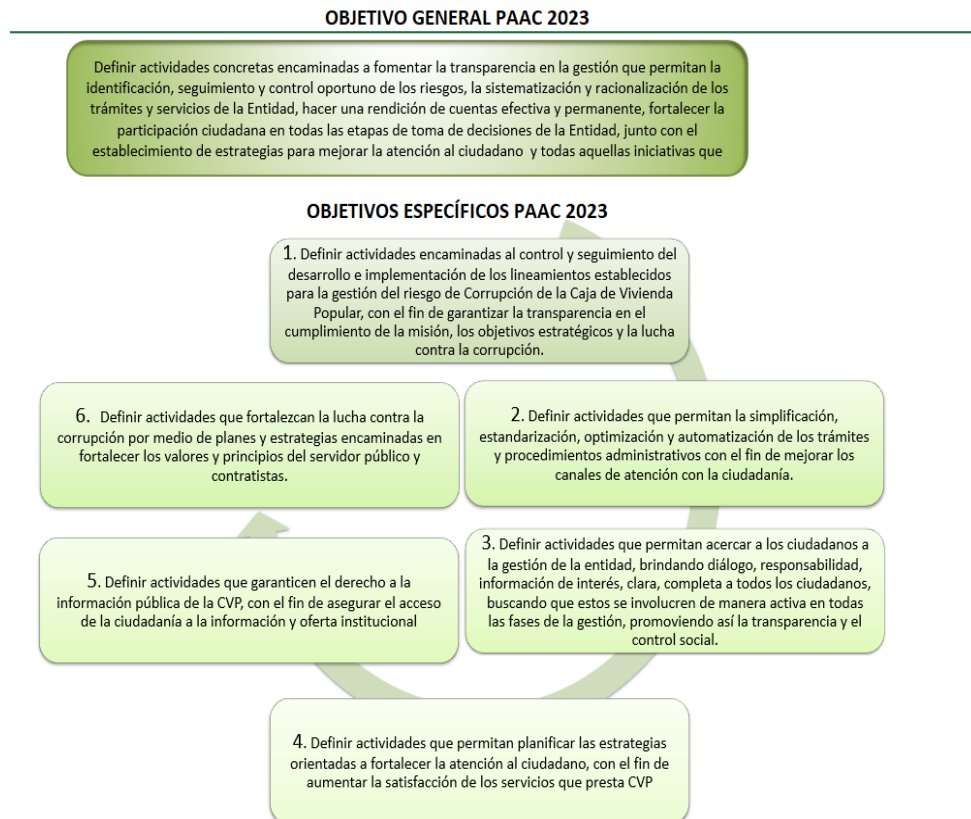 OBJETIVO GENERAL PAAC 2023
Definir actividades concretas encaminadas a fomentar la transparencia en la gestión que permitan la
identificación, seguimiento y control oportuno de los riesgos, la sistematización y racionalización de los
trámites y servicios de la Entidad, hacer una rendición de cuentas efectiva y permanente, fortalecer la
participación ciudadana en todas las etapas de toma de decisiones de la Entidad, junto con el
establecimiento de estrategias para mejorar la atención al ciudadano y todas aquellas iniciativas que
OBJETIVOS ESPECÍFICOS PAAC 2023
1. Definir actividades encaminadas al control y seguimiento del
desarrollo e implementación de los lineamientos establecidos
para la gestión del riesgo de Corrupción de la Caja de Vivienda
Popular, con el fin de garantizar la transparencia en el
cumplimiento de la misión, los objetivos estratégicos y la lucha
contra la corrupción.
2. Definir actividades que permitan la simplificación,
estandarización, optimización y automatización de los trámites
y procedimientos administrativos con el fin de mejorar los
canales de atención con la ciudadanía.
3. Definir actividades que permitan acercar a los ciudadanos a
la gestión de la entidad, brindando diálogo, responsabilidad,
información de interés, clara, completa a todos los ciudadanos,
buscando que estos se involucren de manera activa en todas
las fases de la gestión, promoviendo así la transparencia y el
control social.
4. Definir actividades que permitan planificar las estrategias
orientadas a fortalecer la atención al ciudadano, con el fin de
aumentar la satisfacción de los servicios que presta CVP
5. Definir actividades que garanticen el derecho a la
información pública de la CVP, con el fin de asegurar el acceso
de la ciudadanía a la información y oferta institucional
6. Definir actividades que fortalezcan la lucha contra la
corrupción por medio de planes y estrategias encaminadas en
fortalecer los valores y principios del servidor público y
contratistas.